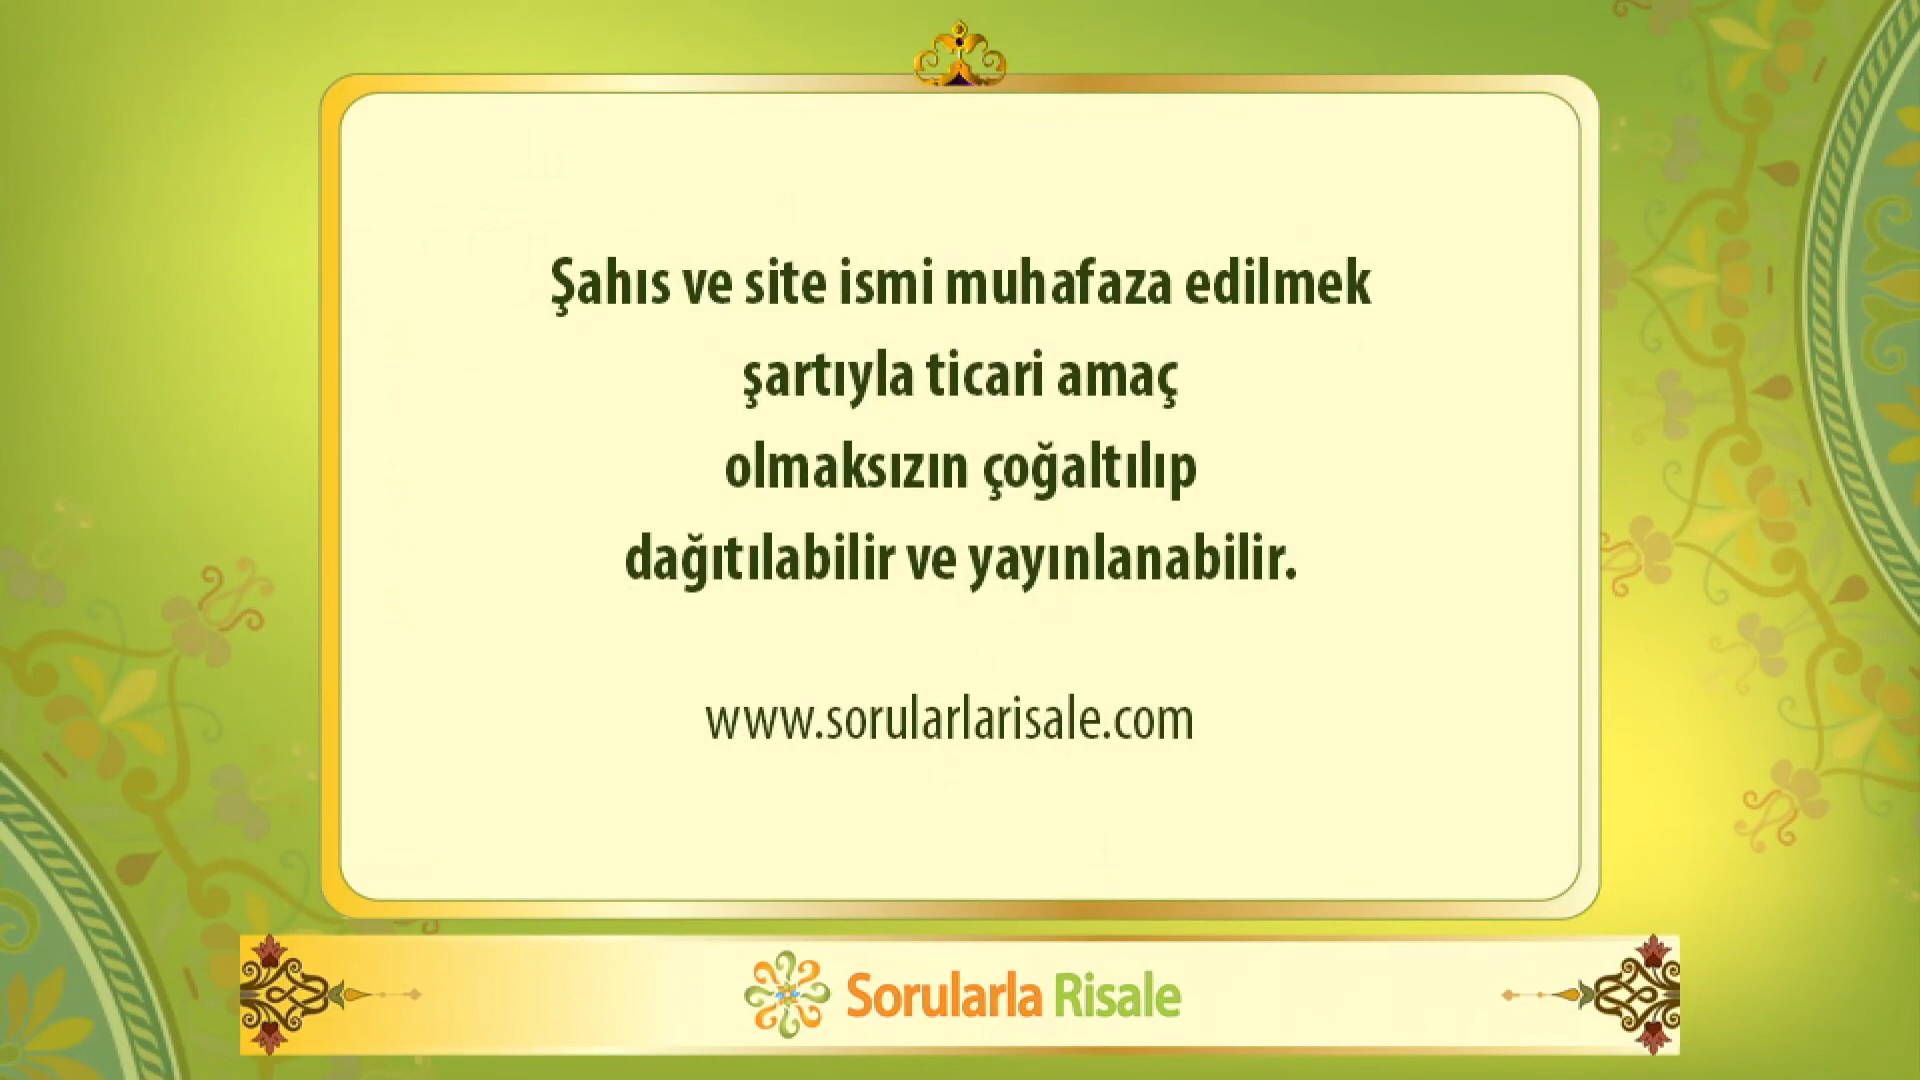 Şahıs ve site ismi muhafaza edilmek
şartıyla ticari amaç
olmaksızın çoğaltılıp
dağıtılabilir ve yayınlanabilir.
www.sorularlarisale.com
Sorularla Risale